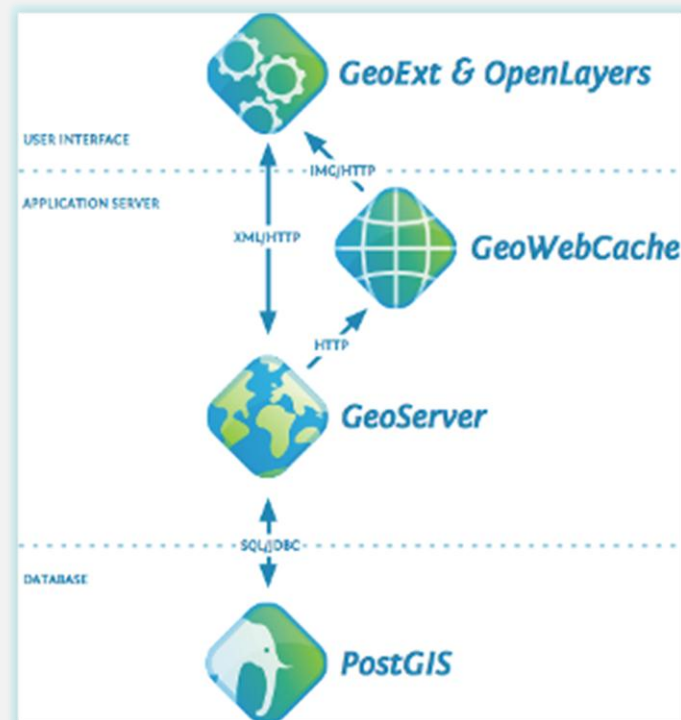 GeoExt & OpenLayers
USER INTERFACE
IMG/HTTP
APPLICATION SERVER
XML/HTTP
GeoWebCache
HTTP
GeoServer
SQL/JDBC
DATABASE
PostGIS